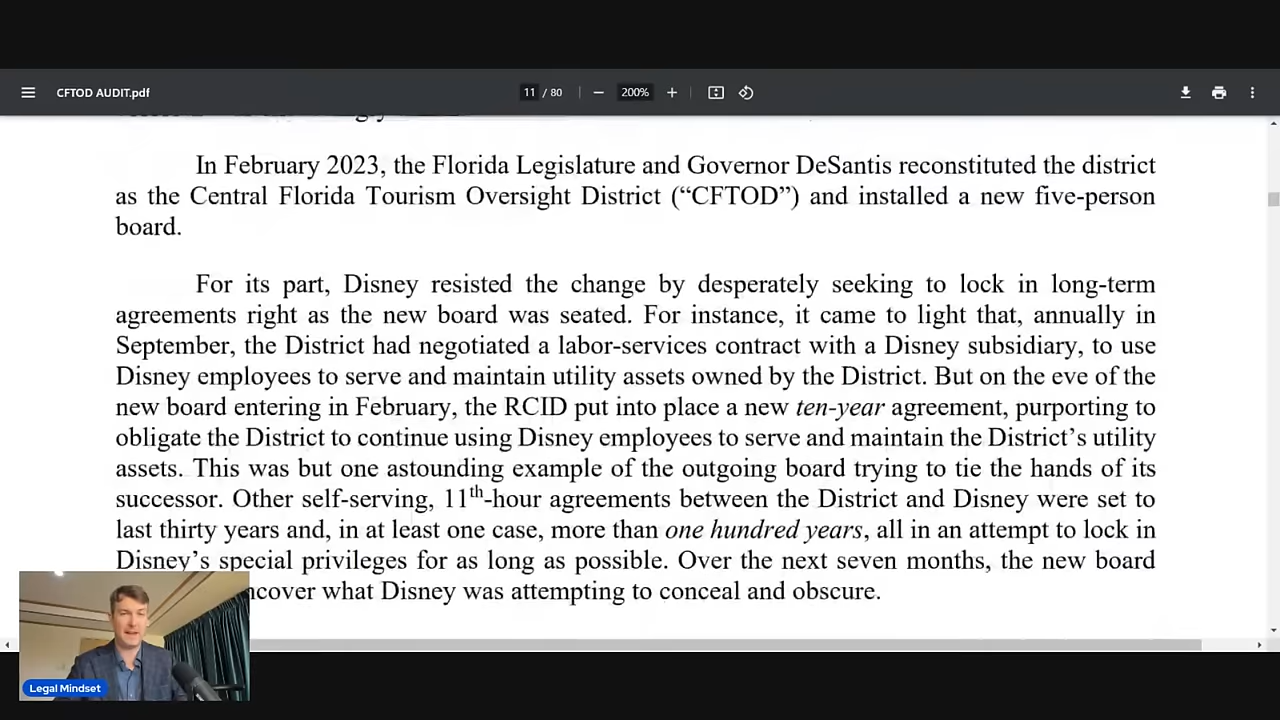 CFTOD AUDIT.pdf
11 / 80
200%
In February 2023, the Florida Legislature and Governor DeSantis reconstituted the district
as the Central Florida Tourism Oversight District (“CFTOD”) and installed a new five-person
board.
For its part, Disney resisted the change by desperately seeking to lock in long-term
agreements right as the new board was seated. For instance, it came to light that, annually in
September, the District had negotiated a labor-services contract with a Disney subsidiary, to use
Disney employees to serve and maintain utility assets owned by the District. But on the eve of the
new board entering in February, the RCID put into place a new ten-year agreement, purporting to
obligate the District to continue using Disney employees to serve and maintain the District’s utility
assets. This was but one astounding example of the outgoing board trying to tie the hands of its
successor. Other self-serving, 11th-hour agreements between the District and Disney were set to
last thirty years and, in at least one case, more than one hundred years, all in an attempt to lock in
Disney’s special privileges for as long as possible. Over the next seven months, the new board
what Disney was attempting to conceal and obscure.
Legal Mindset